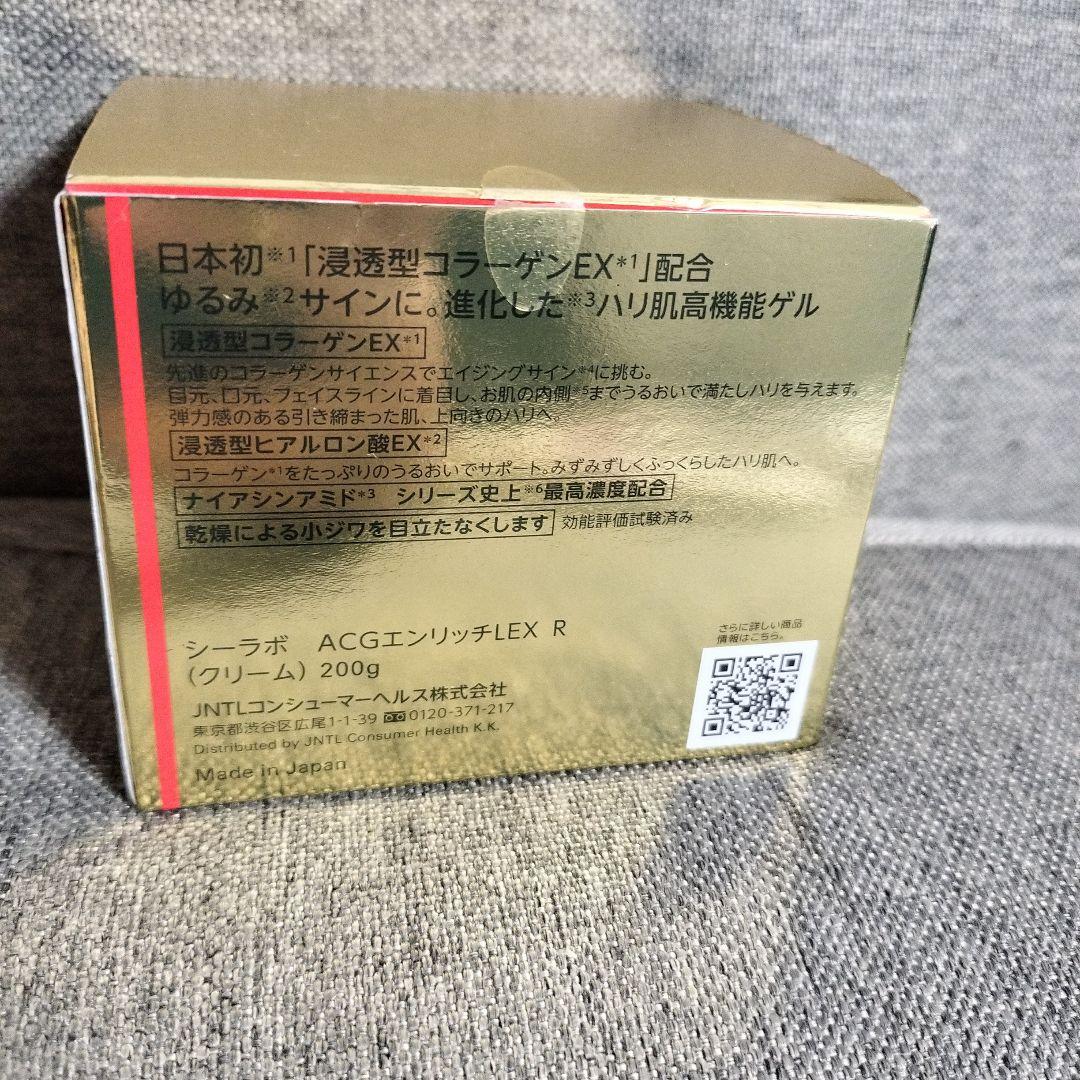 日本初※1「浸透型コラーゲンEX*1」配合
ゆるみ※2サインに。進化した※3ハリ肌高機能ゲル
浸透型コラーゲンEX*1
先進のコラーゲンサイエンスでエイジングサイン*4に挑む。
目元、口元、フェイスラインに着目し、お肌の内側※5までうるおいで満たしハリを与えます。
弾力感のある引き締まった肌、上向きのハリへ。
浸透型ヒアルロン酸EX*2
コラーゲン*1をたっぷりのうるおいでサポート。みずみずしくふっくらしたハリ肌へ。
ナイアシンアミド*3 シリーズ史上※6最高濃度配合
乾燥による小ジワを目立たなくします 効能評価試験済み
シーラボ ACGエンリッチLEX R
(クリーム) 200g
JNTLコンシューマーヘルス株式会社
東京都渋谷区広尾1-1-39 0120-371-217
Distributed by JNTL Consumer Health K.K.
Made in Japan
さらに詳しい商品
情報はこちら。